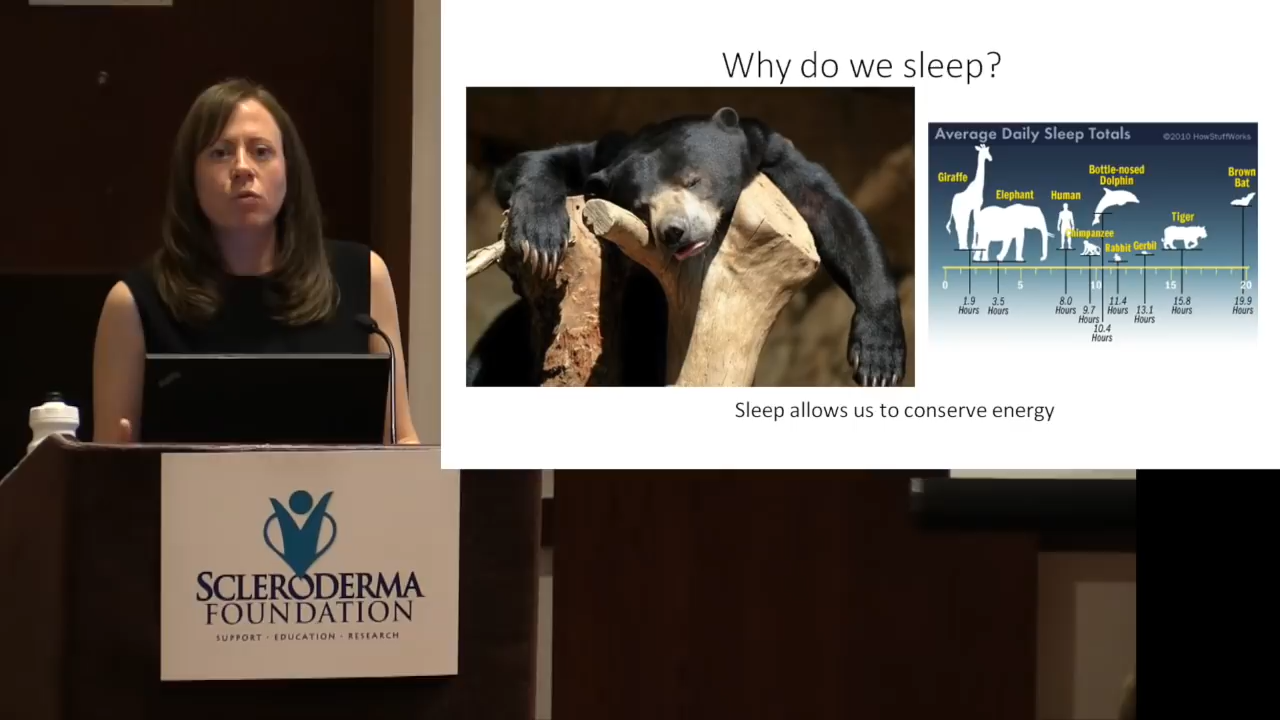 Why do we sleep?
Average Daily Sleep Totals
©2010 HowStuffWorks
Giraffe
Elephant
Human
Bottle-nosed
Dolphin
Brown
Bat
Chimpanzee
Rabbit
Gerbil
Tiger
0
5
10
15
20
1.9
Hours
3.5
Hours
8.0
Hours
9.7
Hours
10.4
Hours
11.4
Hours
13.1
Hours
15.8
Hours
19.9
Hours
Sleep allows us to conserve energy
SCLERODERMA
FOUNDATION
SUPPORT · EDUCATION · RESEARCH